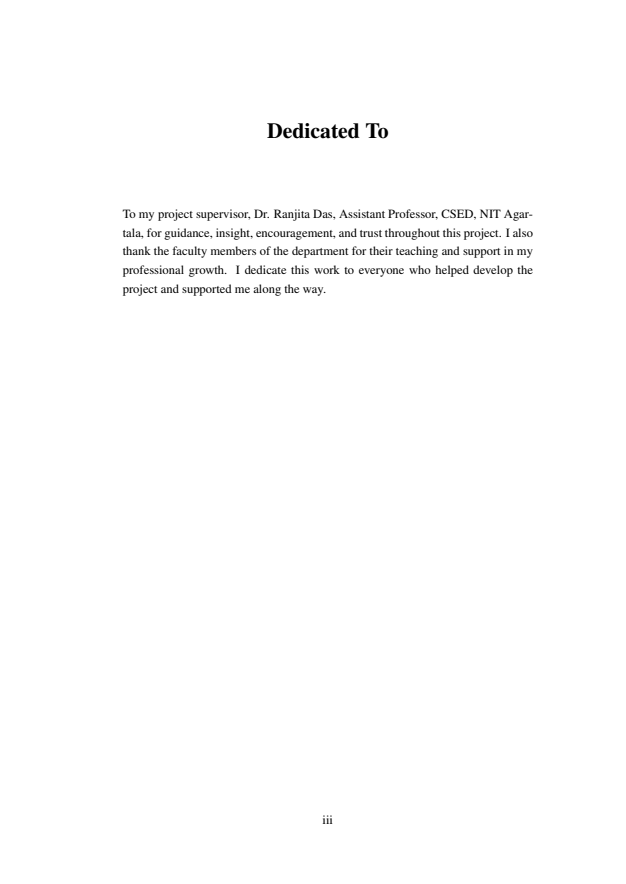 Dedicated To
To my project supervisor, Dr. Ranjita Das, Assistant Professor, CSED, NIT Agar-
tala, for guidance, insight, encouragement, and trust throughout this project. I also
thank the faculty members of the department for their teaching and support in my
professional growth. I dedicate this work to everyone who helped develop the
project and supported me along the way.
iii